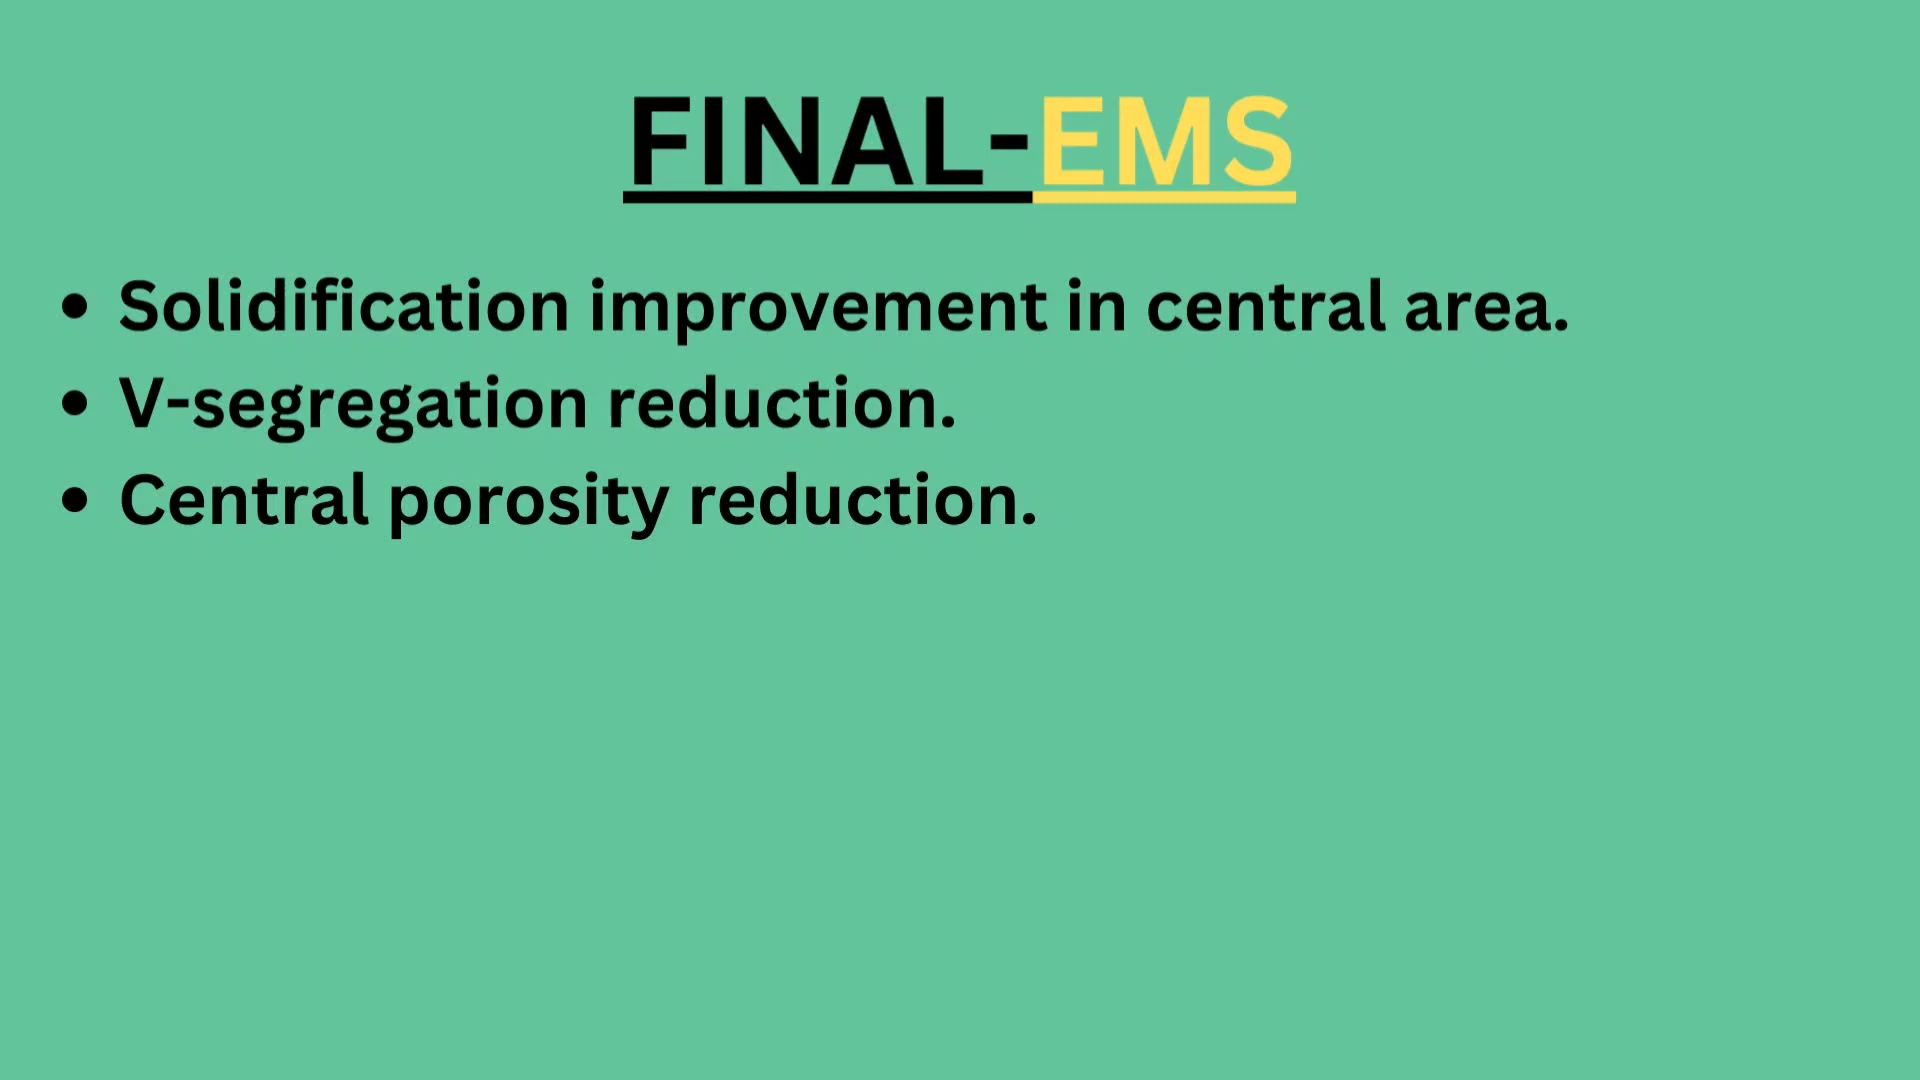 FINAL-EMS
• Solidification improvement in central area.
• V-segregation reduction.
• Central porosity reduction.